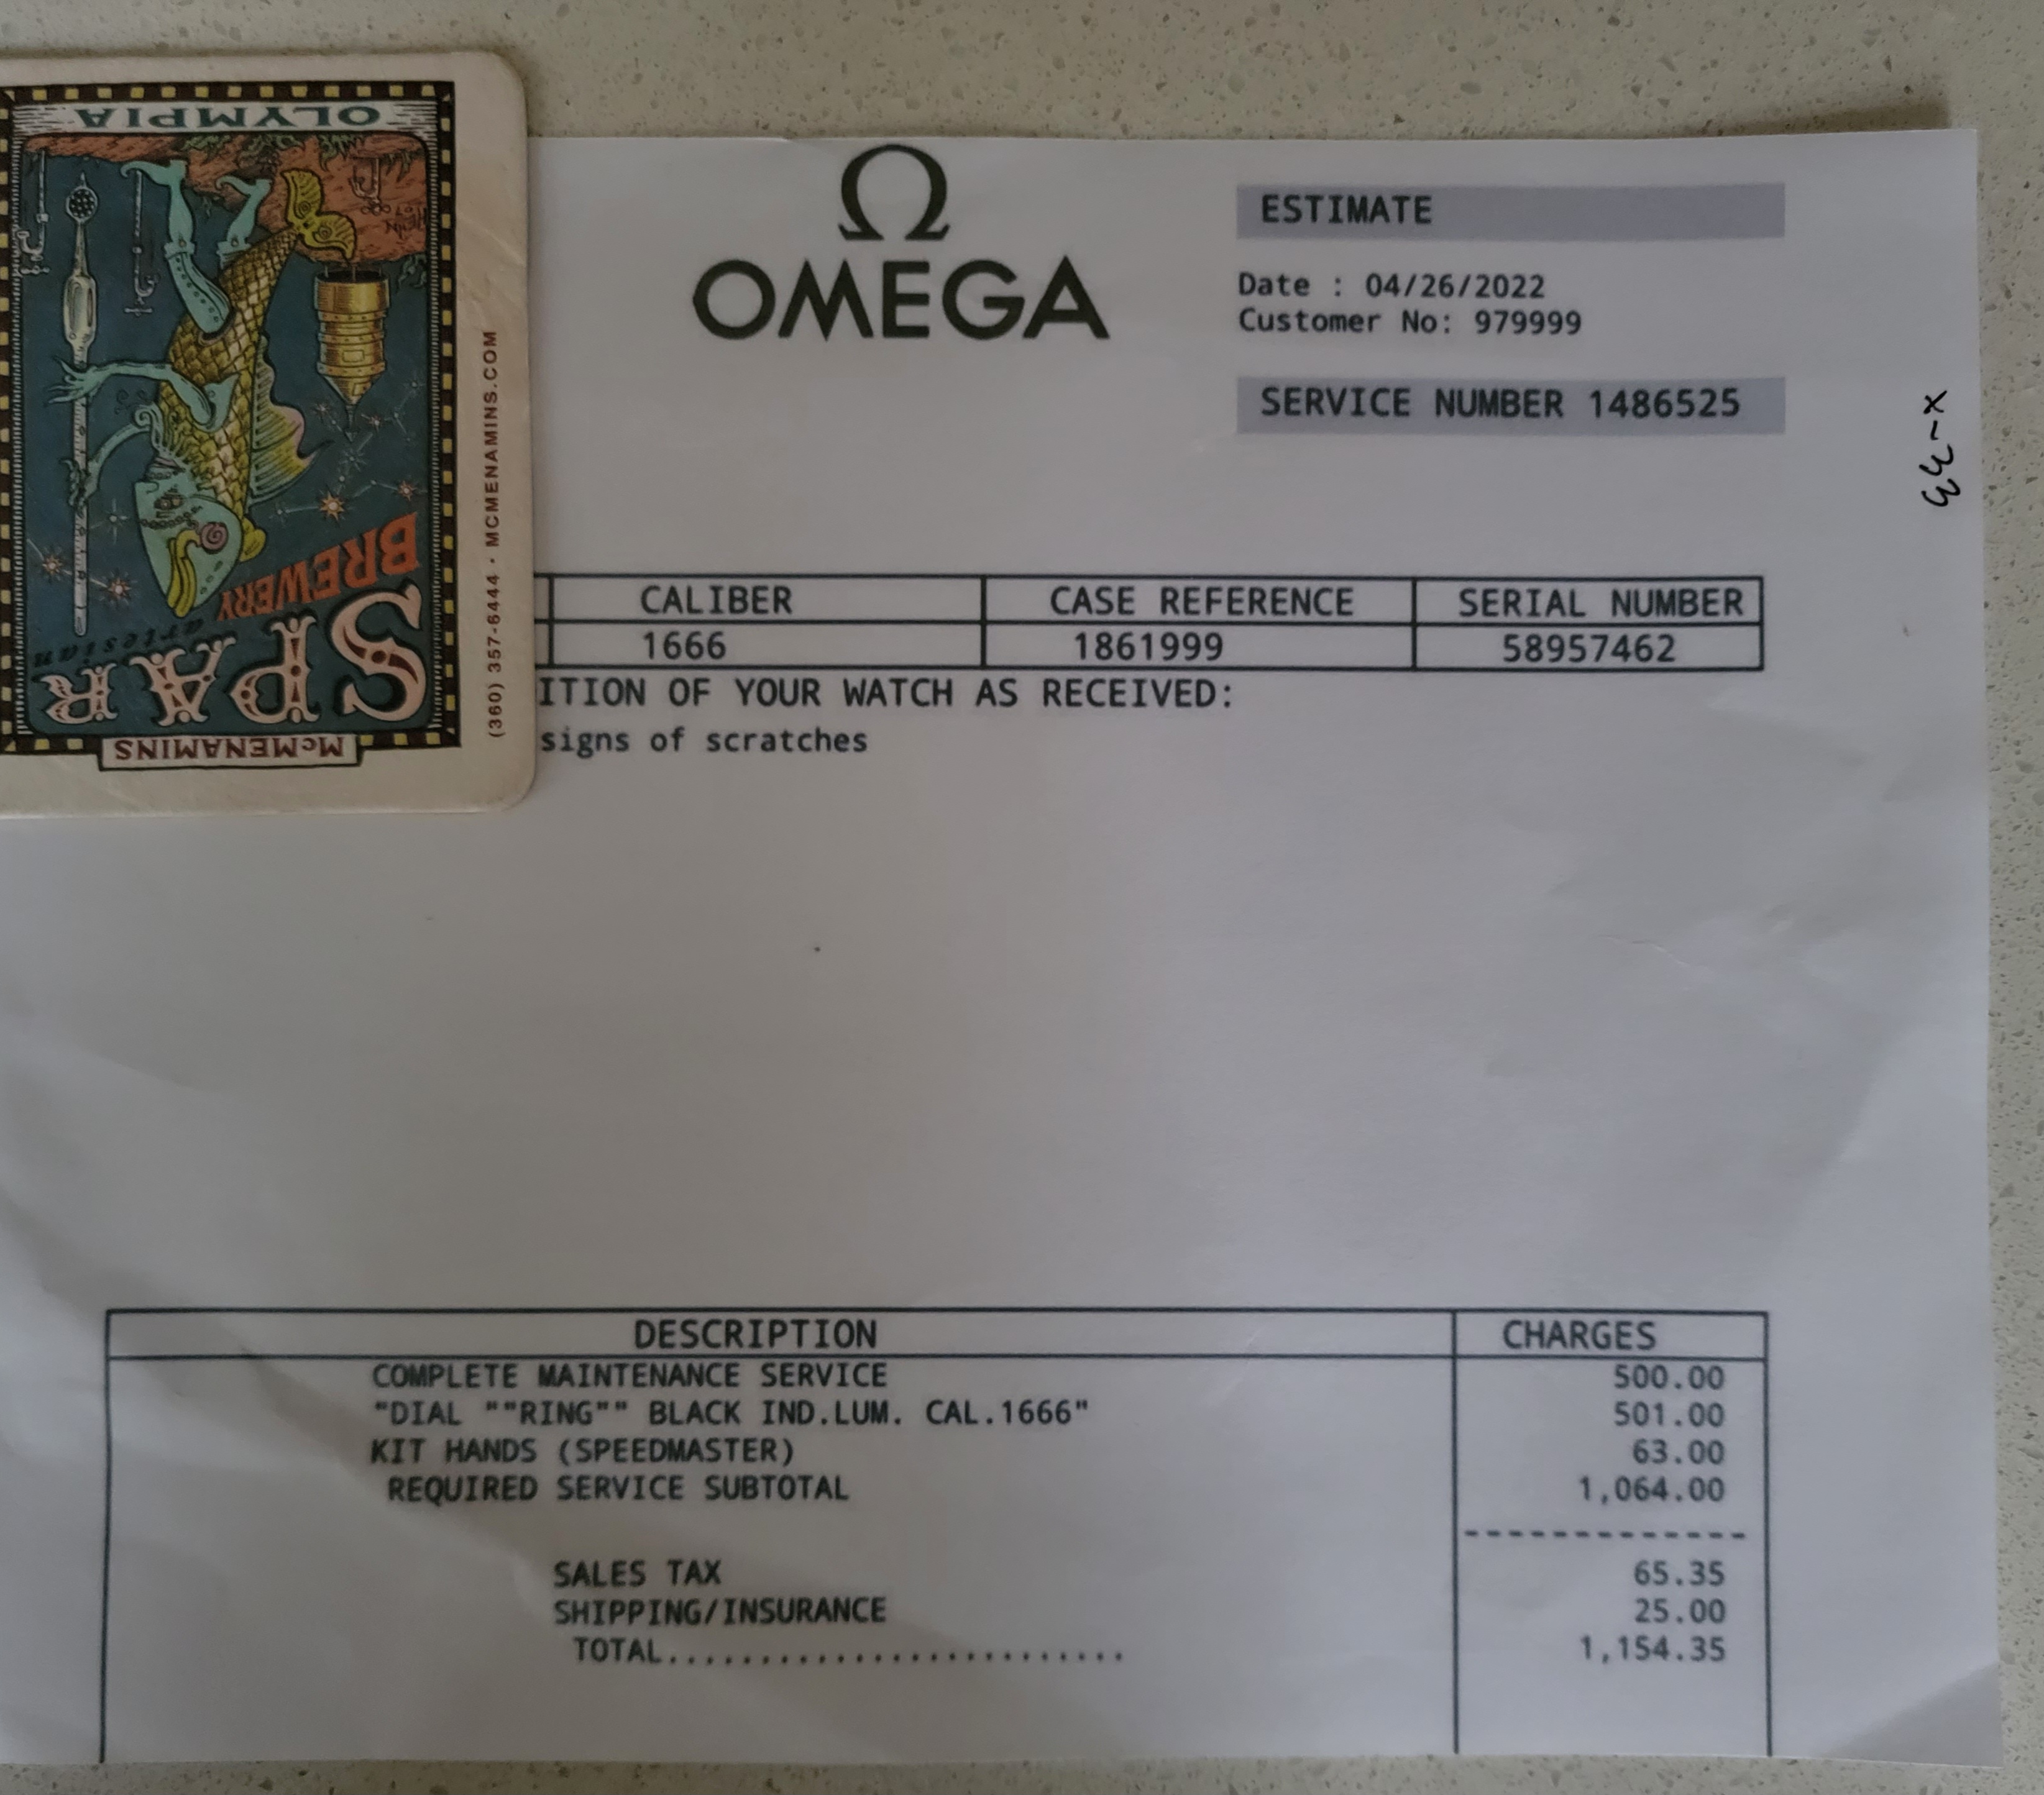 OLYMPIA
BREWERY
artesian
SPAR
McMENAMINS
(360) 357-6444 · MCMENAMINS.COM
Ω
OMEGA
ESTIMATE
Date : 04/26/2022
Customer No: 979999
SERVICE NUMBER 1486525
CALIBER CASE REFERENCE SERIAL NUMBER
1666 1861999 58957462
ITION OF YOUR WATCH AS RECEIVED:
signs of scratches
DESCRIPTION CHARGES
COMPLETE MAINTENANCE SERVICE 500.00
"DIAL ""RING"" BLACK IND.LUM. CAL.1666" 501.00
KIT HANDS (SPEEDMASTER) 63.00
REQUIRED SERVICE SUBTOTAL 1,064.00
-------------
SALES TAX 65.35
SHIPPING/INSURANCE 25.00
TOTAL......................... 1,154.35